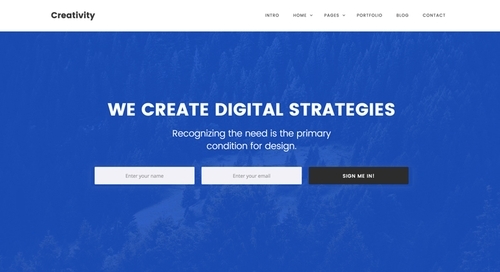 Creativity
INTRO HOME PAGES PORTFOLIO BLOG CONTACT
WE CREATE DIGITAL STRATEGIES
Recognizing the need is the primary
condition for design.
Enter your name Enter your email SIGN ME IN!